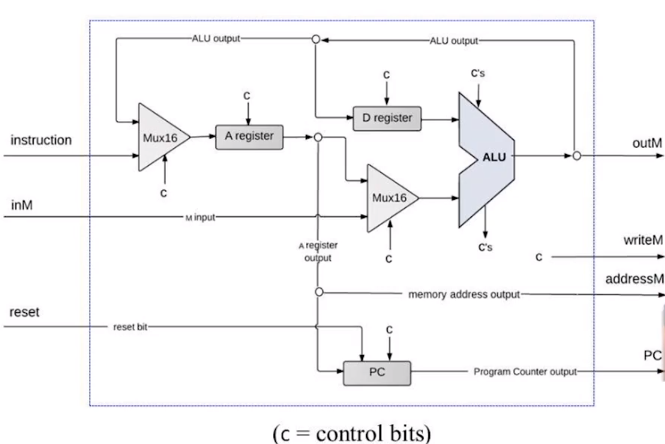 ALU output
ALU output
c
c
C's
Mux16
A register
D register
instruction
ALU
outM
c
Mux16
inM
M input
A register
output
c
C's
writeM
c
addressM
memory address output
reset
reset bit
c
PC
PC
Program Counter output
(c = control bits)